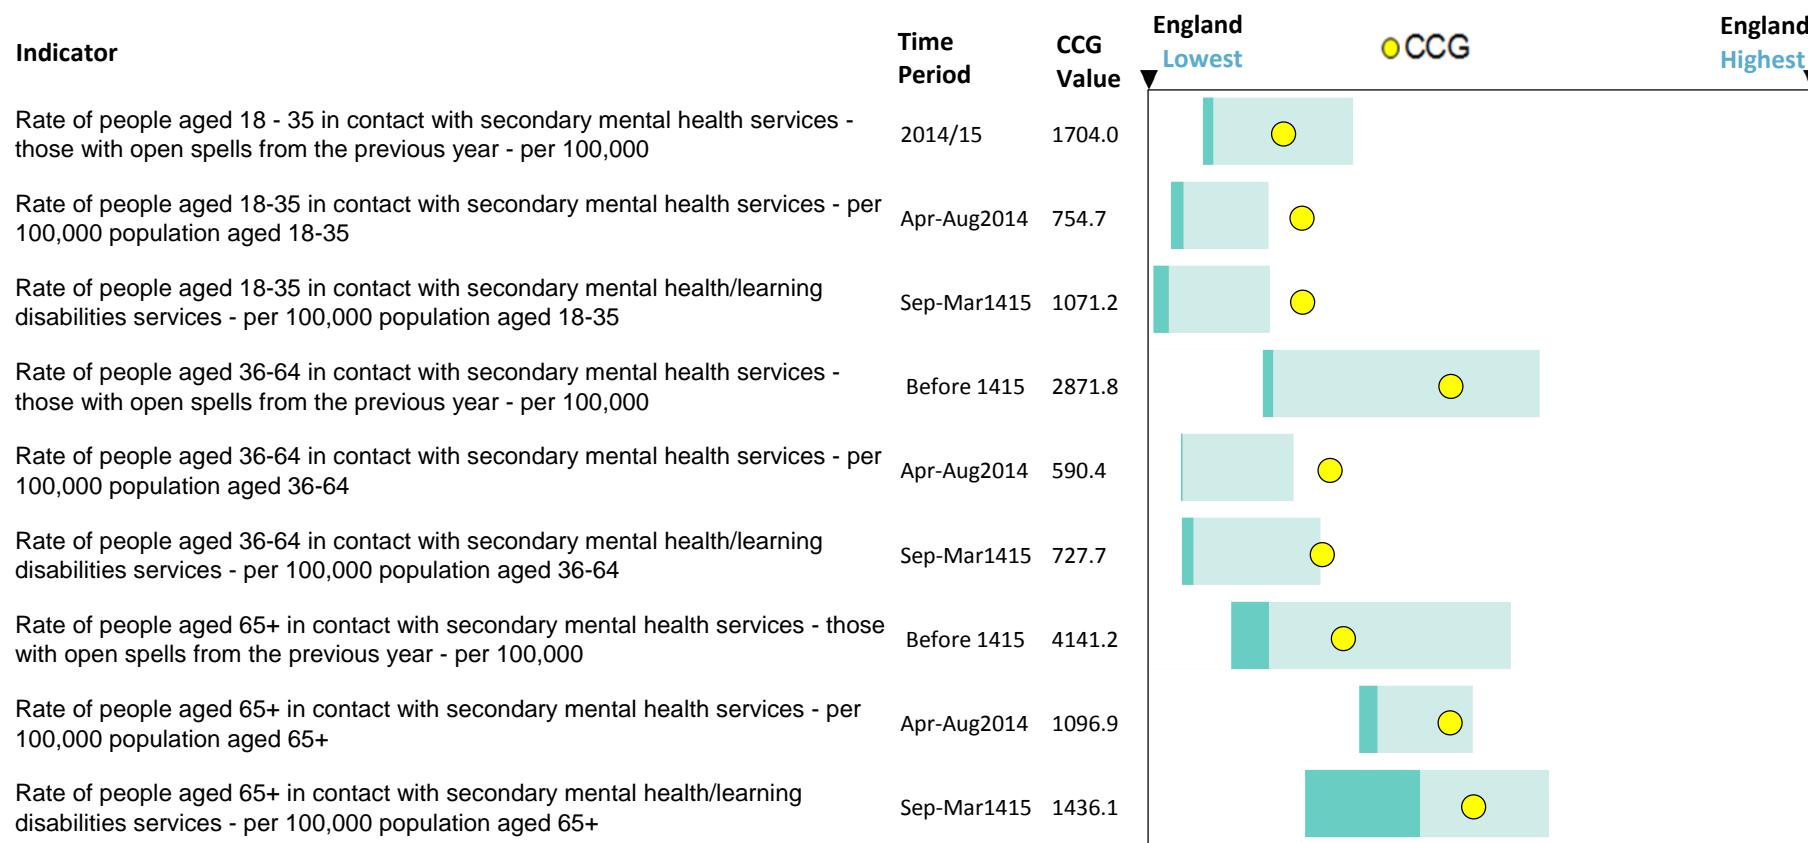 Indicator
Time
Period
CCG
Value
England
Lowest
CCG
England
Highest
Rate of people aged 18 - 35 in contact with secondary mental health services -
those with open spells from the previous year - per 100,000
2014/15
1704.0
Rate of people aged 18-35 in contact with secondary mental health services - per
100,000 population aged 18-35
Apr-Aug2014
754.7
Rate of people aged 18-35 in contact with secondary mental health/learning
disabilities services - per 100,000 population aged 18-35
Sep-Mar1415
1071.2
Rate of people aged 36-64 in contact with secondary mental health services -
those with open spells from the previous year - per 100,000
Before 1415
2871.8
Rate of people aged 36-64 in contact with secondary mental health services - per
100,000 population aged 36-64
Apr-Aug2014
590.4
Rate of people aged 36-64 in contact with secondary mental health/learning
disabilities services - per 100,000 population aged 36-64
Sep-Mar1415
727.7
Rate of people aged 65+ in contact with secondary mental health services - those
with open spells from the previous year - per 100,000
Before 1415
4141.2
Rate of people aged 65+ in contact with secondary mental health services - per
100,000 population aged 65+
Apr-Aug2014
1096.9
Rate of people aged 65+ in contact with secondary mental health/learning
disabilities services - per 100,000 population aged 65+
Sep-Mar1415
1436.1